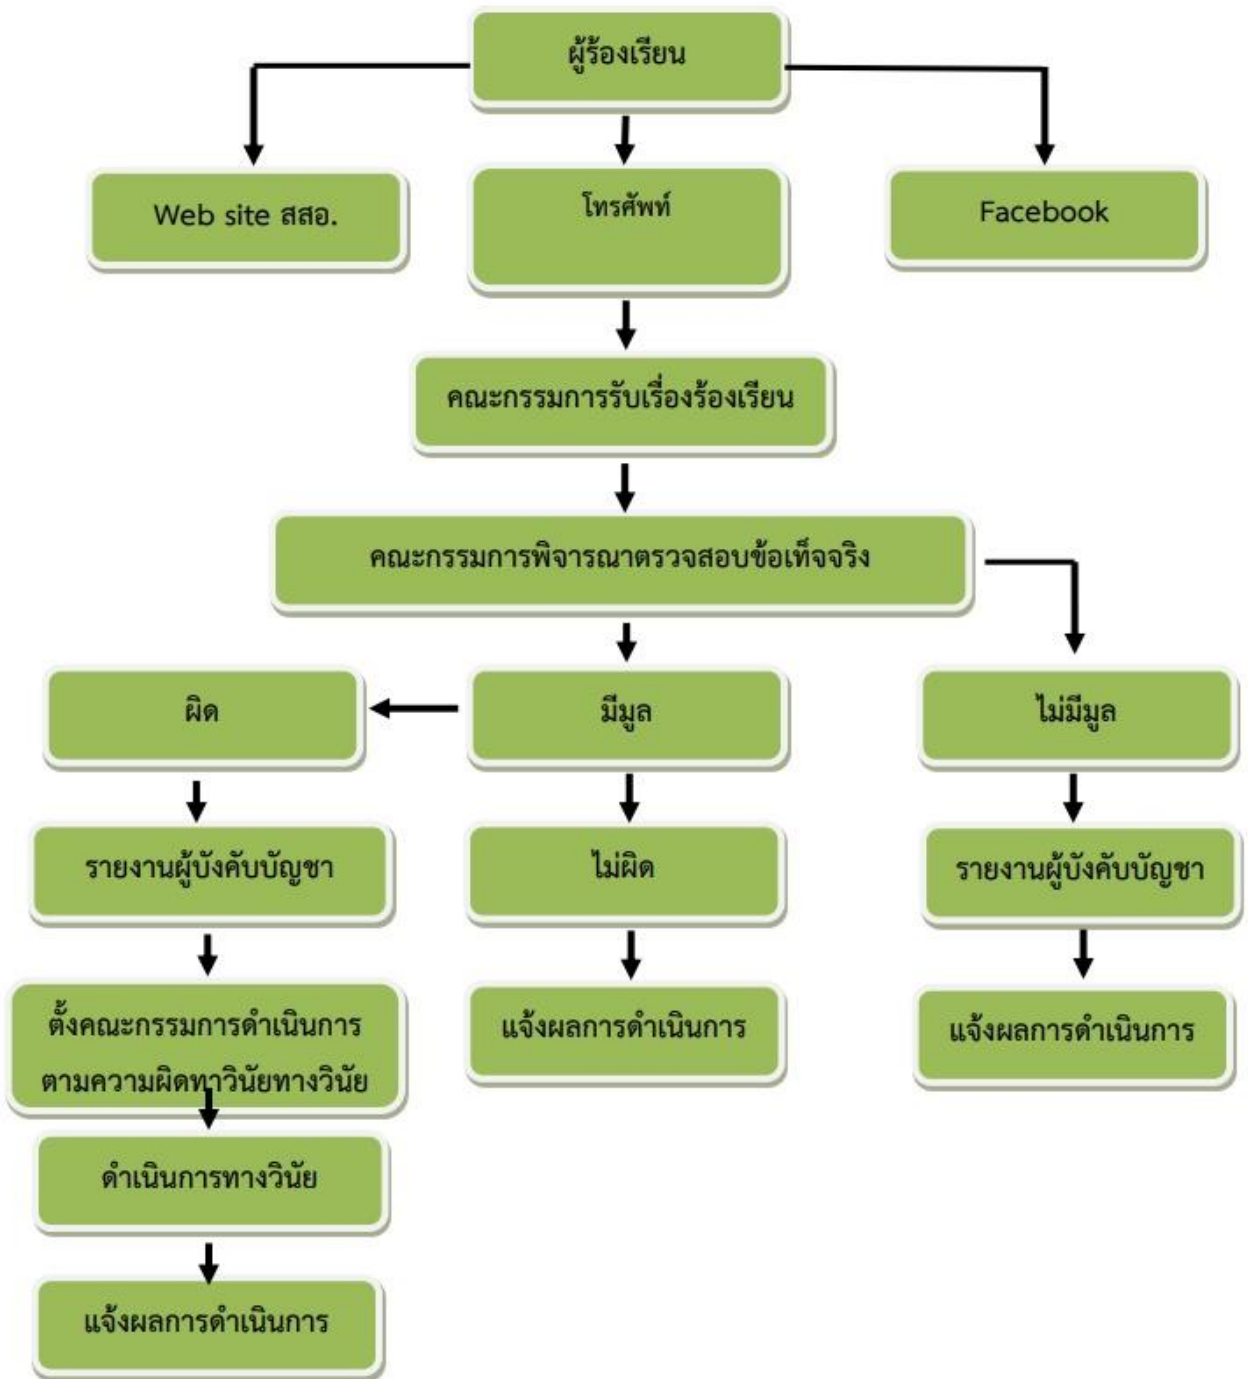 ผู้ร้องเรียน
Web site สสอ.
โทรศัพท์
Facebook
คณะกรรมการรับเรื่องร้องเรียน
คณะกรรมการพิจารณาตรวจสอบข้อเท็จจริง
ผิด
มีมูล
ไม่มีมูล
รายงานผู้บังคับบัญชา
ไม่ผิด
รายงานผู้บังคับบัญชา
ตั้งคณะกรรมการดำเนินการ
ตามความผิดทาวินัยทางวินัย
แจ้งผลการดำเนินการ
แจ้งผลการดำเนินการ
ดำเนินการทางวินัย
แจ้งผลการดำเนินการ